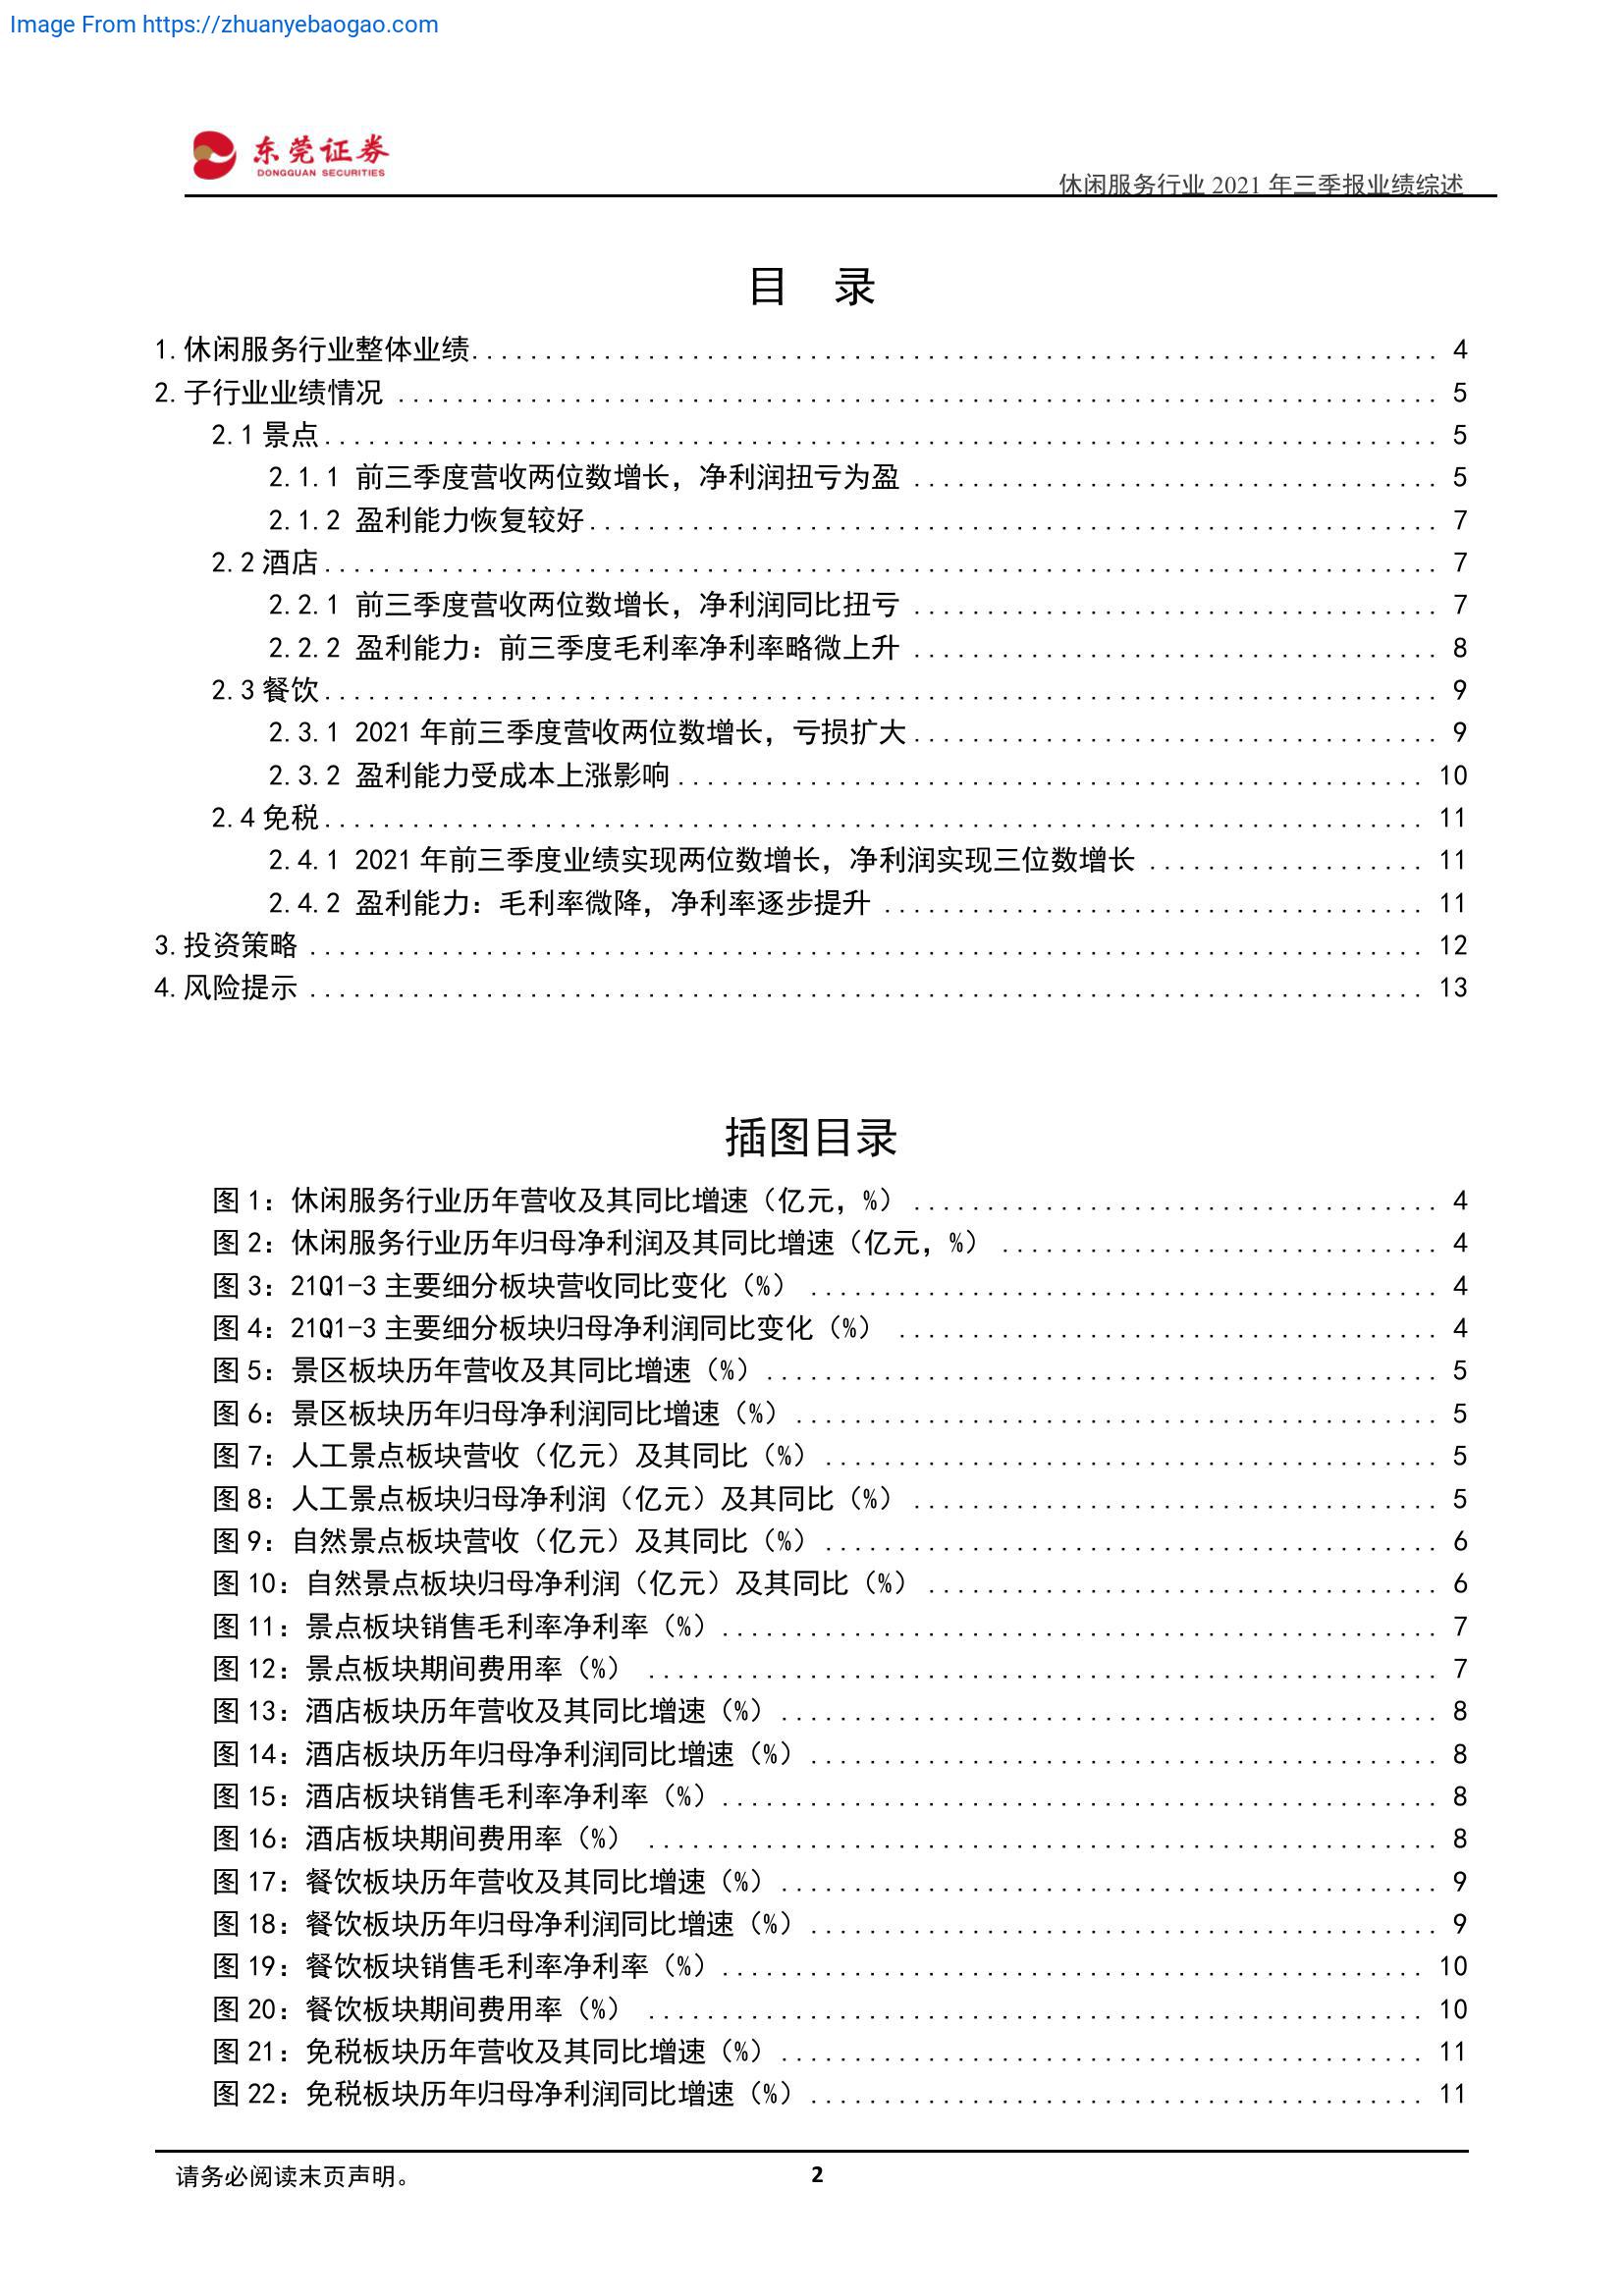 Image From https://zhuanyebaogao.com
东莞证券
DONGGUAN SECURITIES
休闲服务行业 2021 年三季报业绩综述
目 录
1.休闲服务行业整体业绩.................................................................. 4
2.子行业业绩情况 ....................................................................... 5
2.1 景点............................................................................ 5
2.1.1 前三季度营收两位数增长，净利润扭亏为盈 .................................... 5
2.1.2 盈利能力恢复较好.......................................................... 7
2.2 酒店............................................................................ 7
2.2.1 前三季度营收两位数增长，净利润同比扭亏 .................................... 7
2.2.2 盈利能力：前三季度毛利率净利率略微上升 .................................... 8
2.3 餐饮............................................................................ 9
2.3.1 2021 年前三季度营收两位数增长，亏损扩大.................................... 9
2.3.2 盈利能力受成本上涨影响................................................... 10
2.4 免税........................................................................... 11
2.4.1 2021 年前三季度业绩实现两位数增长，净利润实现三位数增长 ................... 11
2.4.2 盈利能力：毛利率微降，净利率逐步提升 ..................................... 11
3.投资策略 ............................................................................ 12
4.风险提示 ............................................................................ 13
插图目录
图 1：休闲服务行业历年营收及其同比增速（亿元，%） .................................... 4
图 2：休闲服务行业历年归母净利润及其同比增速（亿元，%） .............................. 4
图 3：21Q1-3 主要细分板块营收同比变化（%） ........................................... 4
图 4：21Q1-3 主要细分板块归母净利润同比变化（%） ..................................... 4
图 5：景区板块历年营收及其同比增速（%）.............................................. 5
图 6：景区板块历年归母净利润同比增速（%）............................................ 5
图 7：人工景点板块营收（亿元）及其同比（%）.......................................... 5
图 8：人工景点板块归母净利润（亿元）及其同比（%） .................................... 5
图 9：自然景点板块营收（亿元）及其同比（%）.......................................... 6
图 10：自然景点板块归母净利润（亿元）及其同比（%）................................... 6
图 11：景点板块销售毛利率净利率（%）................................................. 7
图 12：景点板块期间费用率（%） ...................................................... 7
图 13：酒店板块历年营收及其同比增速（%）............................................. 8
图 14：酒店板块历年归母净利润同比增速（%）........................................... 8
图 15：酒店板块销售毛利率净利率（%）................................................. 8
图 16：酒店板块期间费用率（%） ...................................................... 8
图 17：餐饮板块历年营收及其同比增速（%）............................................. 9
图 18：餐饮板块历年归母净利润同比增速（%）........................................... 9
图 19：餐饮板块销售毛利率净利率（%）................................................ 10
图 20：餐饮板块期间费用率（%） ..................................................... 10
图 21：免税板块历年营收及其同比增速（%）............................................ 11
图 22：免税板块历年归母净利润同比增速（%）.......................................... 11
请务必阅读末页声明。
2